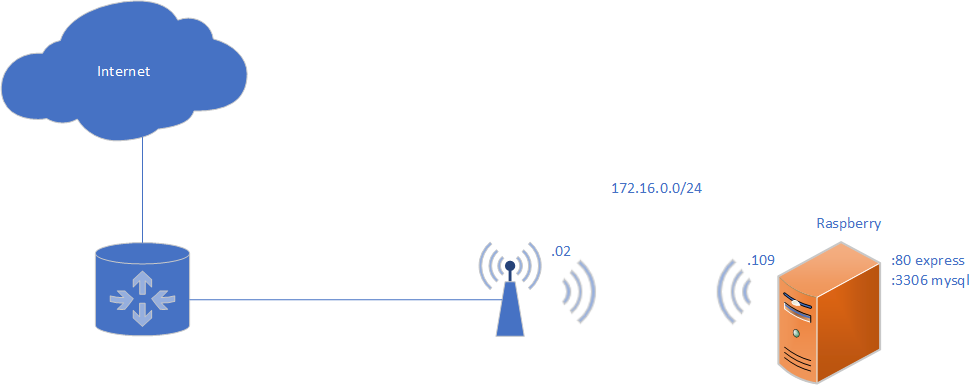 Internet
172.16.0.0/24
Raspberry
.02
.109
:80 express
:3306 mysql